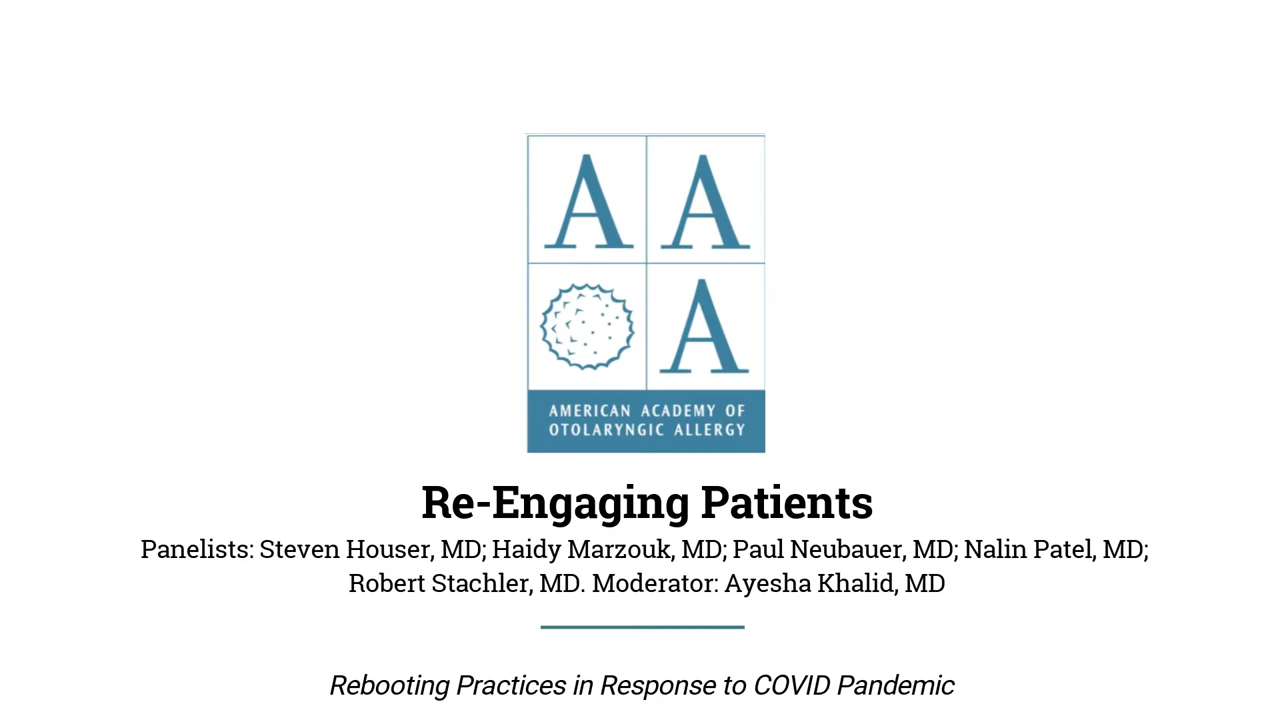 A A
A
AMERICAN ACADEMY OF
OTOLARYNGIC ALLERGY
Re-Engaging Patients
Panelists: Steven Houser, MD; Haidy Marzouk, MD; Paul Neubauer, MD; Nalin Patel, MD;
Robert Stachler, MD. Moderator: Ayesha Khalid, MD
Rebooting Practices in Response to COVID Pandemic